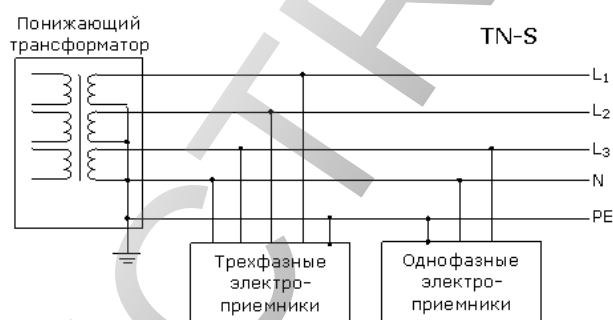 Понижающий
трансформатор
TN-S
L1
L2
L3
N
PE
Трехфазные
электро-
приемники
Однофазные
электро-
приемники